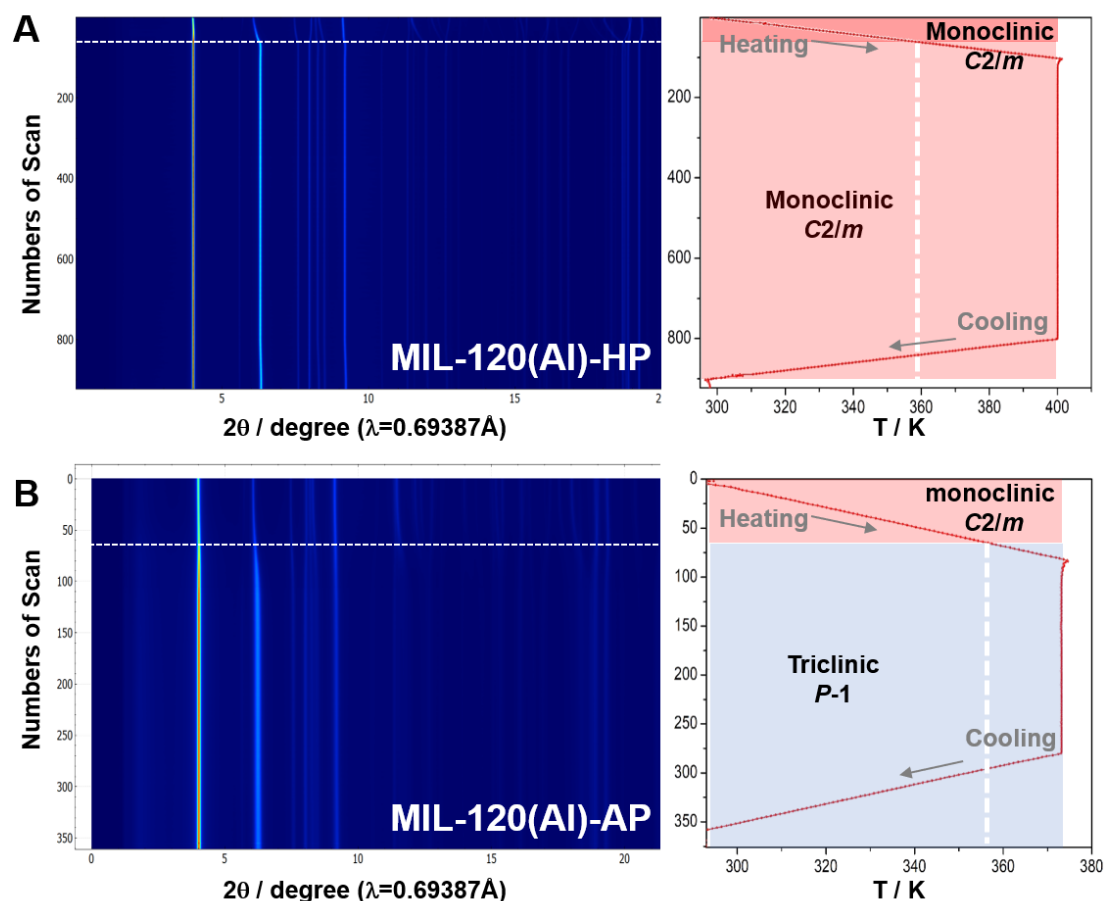 A
Numbers of Scan
200
400
600
800
5
10
15
2
MIL-120(Al)-HP
2θ / degree (λ=0.69387Å)
Monoclinic
C2/m
Heating
200
400
600
800
Monoclinic
C2/m
Cooling
300
320
340
360
380
400
T / K
B
Numbers of Scan
0
50
100
150
200
250
300
350
0
5
10
15
20
MIL-120(Al)-AP
2θ / degree (λ=0.69387Å)
monoclinic
C2/m
Heating
0
50
100
150
200
250
300
350
Triclinic
P-1
Cooling
300
320
340
360
380
400
T / K